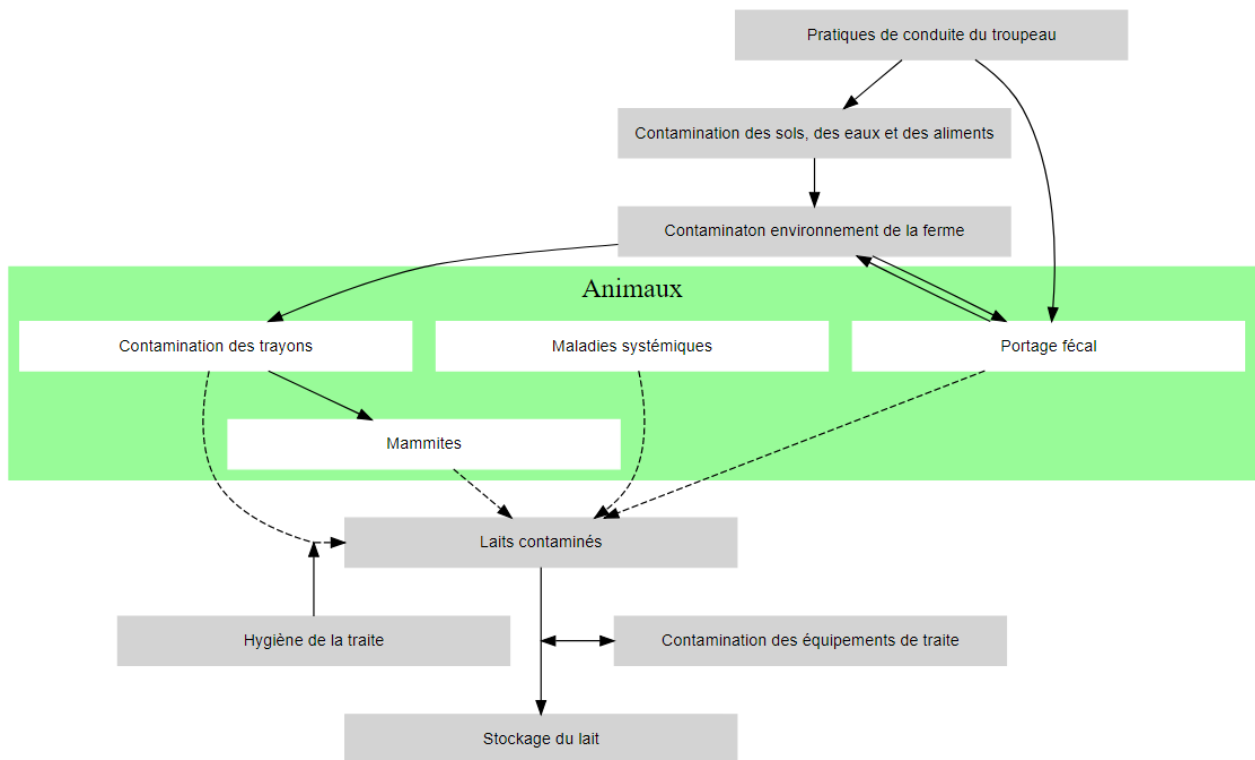 Pratiques de conduite du troupeau
Contamination des sols, des eaux et des aliments
Contaminaton environnement de la ferme
Animaux
Contamination des trayons
Maladies systémiques
Portage fécal
Mammites
Laits contaminés
Hygiène de la traite
Contamination des équipements de traite
Stockage du lait